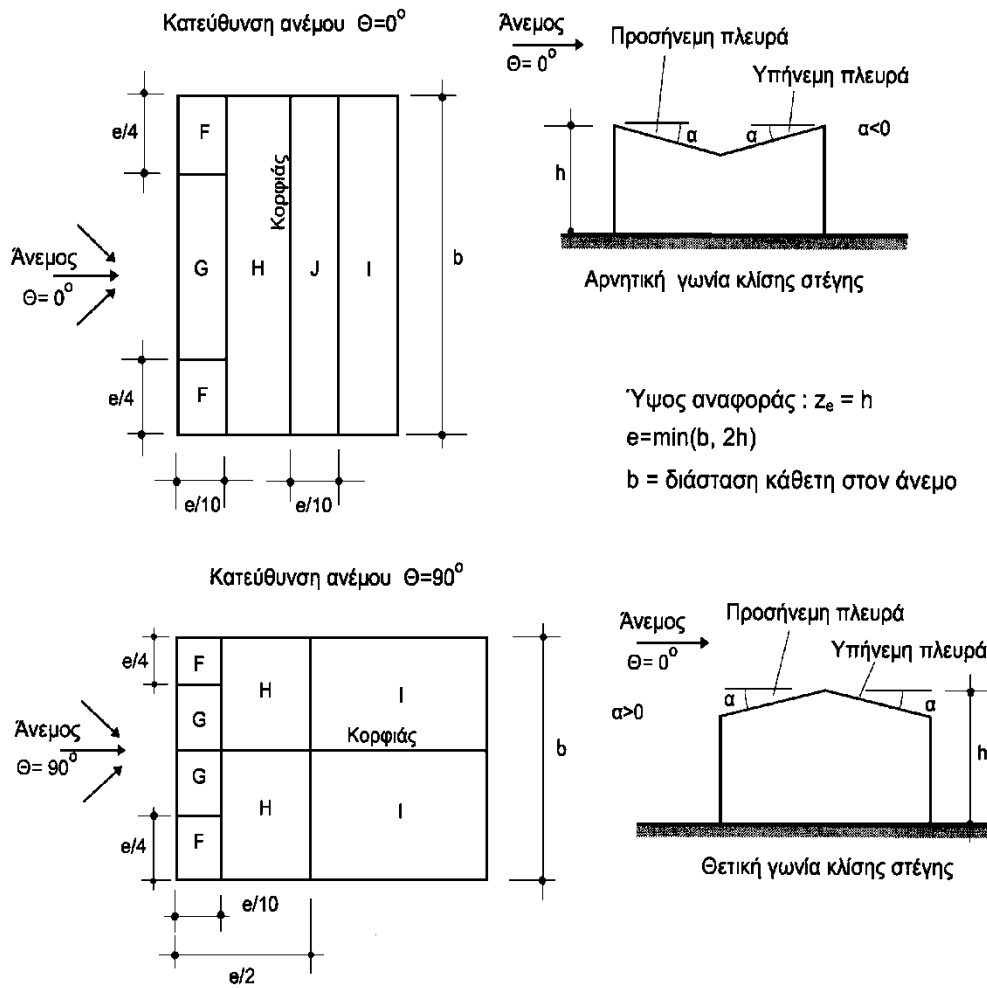 Κατεύθυνση ανέμου Θ=0°
e/4
F
Κορφιάς
Άνεμος
Θ= 0°
G
H
J
I
b
e/4
F
e/10
e/10
Άνεμος
Θ= 0°
Προσήνεμη πλευρά
Υπήνεμη πλευρά
α
α
α<0
h
Αρνητική γωνία κλίσης στέγης
Ύψος αναφοράς : zₑ = h
e=min(b, 2h)
b = διάσταση κάθετη στον άνεμο
Κατεύθυνση ανέμου Θ=90°
e/4
F
H
I
G
Άνεμος
Θ= 90°
Κορφιάς
b
G
H
I
e/4
F
e/10
e/2
Άνεμος
Θ= 0°
Προσήνεμη πλευρά
Υπήνεμη πλευρά
α>0
α
α
h
Θετική γωνία κλίσης στέγης